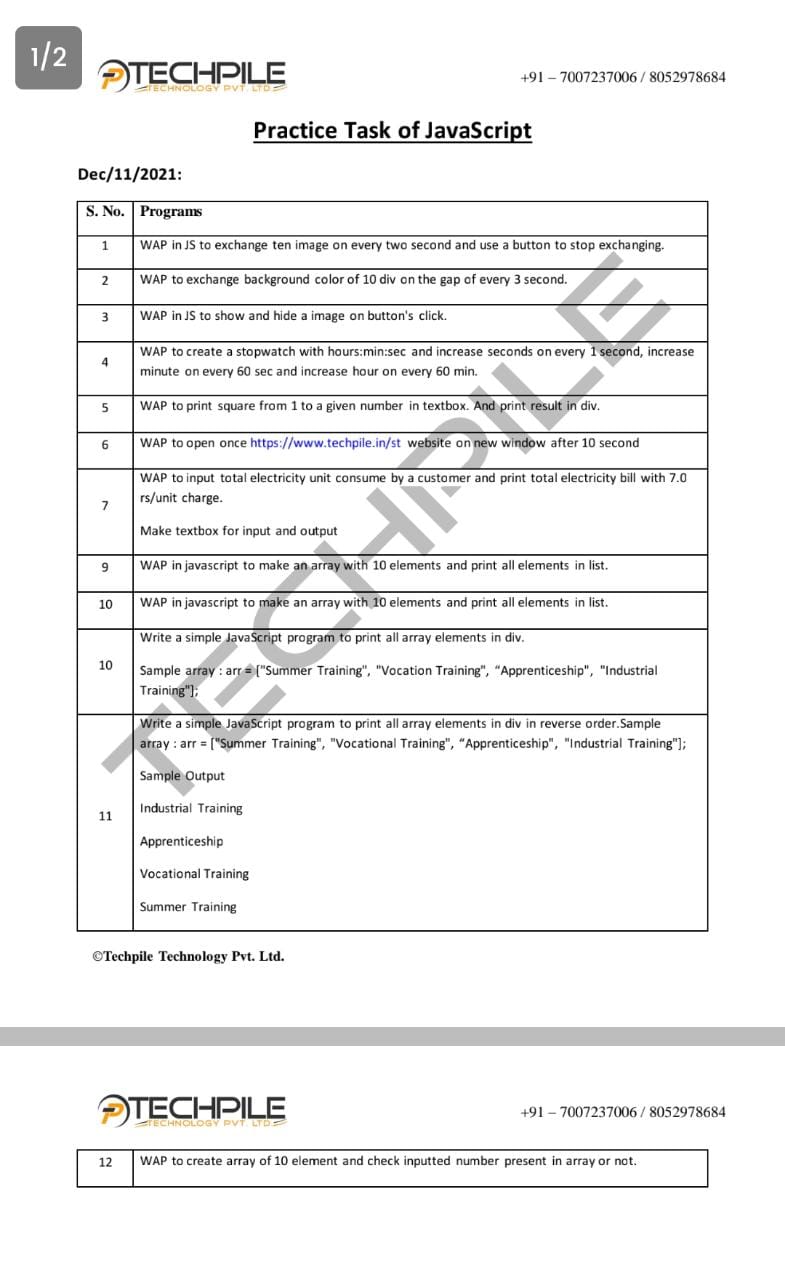 1/2
TECHPILE
TECHNOLOGY PVT. LTD.
+91 – 7007237006 / 8052978684
Practice Task of JavaScript
Dec/11/2021:
S. No. Programs
1 WAP in JS to exchange ten image on every two second and use a button to stop exchanging.
2 WAP to exchange background color of 10 div on the gap of every 3 second.
3 WAP in JS to show and hide a image on button's click.
4 WAP to create a stopwatch with hours:min:sec and increase seconds on every 1 second, increase
minute on every 60 sec and increase hour on every 60 min.
5 WAP to print square from 1 to a given number in textbox. And print result in div.
6 WAP to open once https://www.techpile.in/st website on new window after 10 second
7 WAP to input total electricity unit consume by a customer and print total electricity bill with 7.0
rs/unit charge.
Make textbox for input and output
9 WAP in javascript to make an array with 10 elements and print all elements in list.
10 WAP in javascript to make an array with 10 elements and print all elements in list.
10 Write a simple JavaScript program to print all array elements in div.
Sample array : arr = ["Summer Training", "Vocation Training", “Apprenticeship", "Industrial
Training"];
11 Write a simple JavaScript program to print all array elements in div in reverse order.Sample
array : arr = ["Summer Training", "Vocational Training", “Apprenticeship", "Industrial Training"];
Sample Output
Industrial Training
Apprenticeship
Vocational Training
Summer Training
TECHPILE
©Techpile Technology Pvt. Ltd.
TECHPILE
TECHNOLOGY PVT. LTD.
+91 – 7007237006 / 8052978684
12 WAP to create array of 10 element and check inputted number present in array or not.